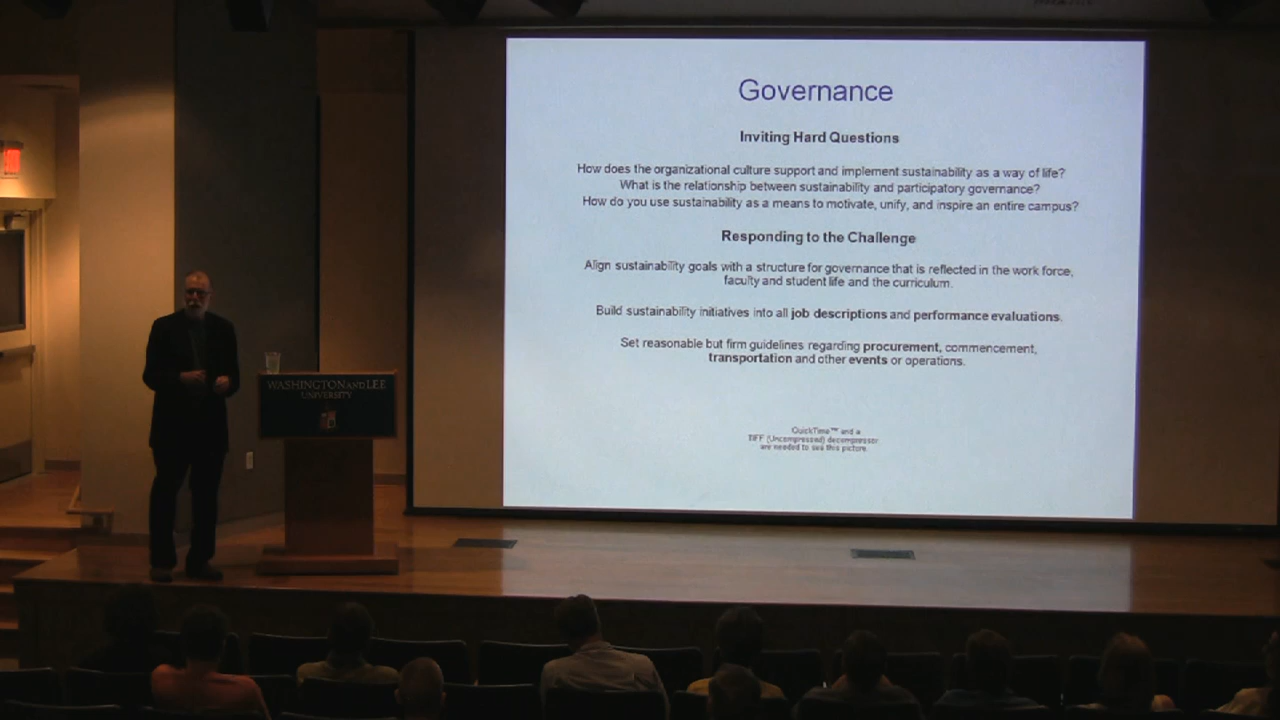 Governance
Inviting Hard Questions
How does the organizational culture support and implement sustainability as a way of life?
What is the relationship between sustainability and participatory governance?
How do you use sustainability as a means to motivate, unify, and inspire an entire campus?
Responding to the Challenge
Align sustainability goals with a structure for governance that is reflected in the work force,
faculty and student life and the curriculum.
Build sustainability initiatives into all job descriptions and performance evaluations.
Set reasonable but firm guidelines regarding procurement, commencement,
transportation and other events or operations.
QuickTime™ and a
TIFF (Uncompressed) decompressor
are needed to see this picture.
WASHINGTON AND LEE
UNIVERSITY